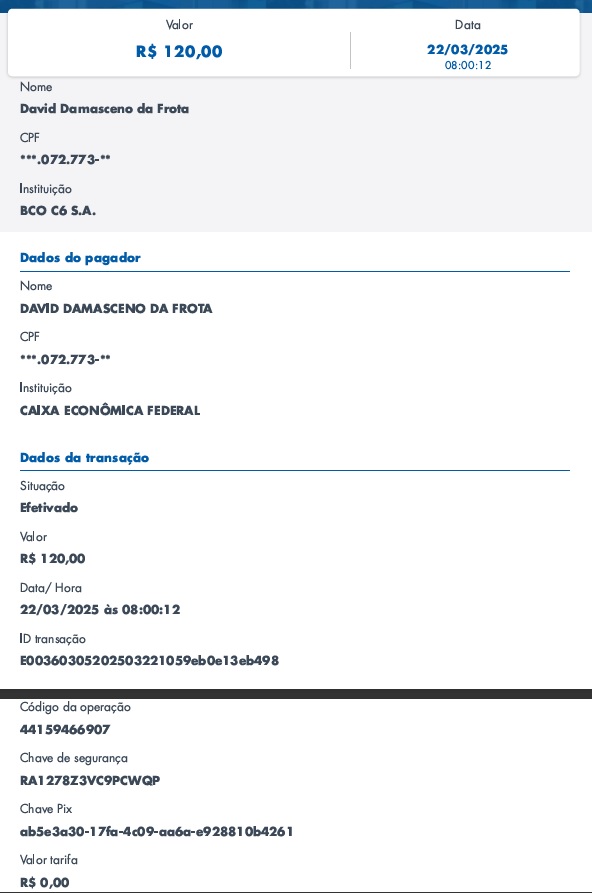 Valor
R$ 120,00
Data
22/03/2025
08:00:12
Nome
David Damasceno da Frota
CPF
***.072.773-**
Instituição
BCO C6 S.A.
Dados do pagador
Nome
DAVID DAMASCENO DA FROTA
CPF
***.072.773-**
Instituição
CAIXA ECONÔMICA FEDERAL
Dados da transação
Situação
Efetivado
Valor
R$ 120,00
Data/ Hora
22/03/2025 às 08:00:12
ID transação
E00360305202503221059eb0e13eb498
Código da operação
44159466907
Chave de segurança
RA1278Z3VC9PCWQP
Chave Pix
ab5e3a30-17fa-4c09-aa6a-e928810b4261
Valor tarifa
R$ 0,00